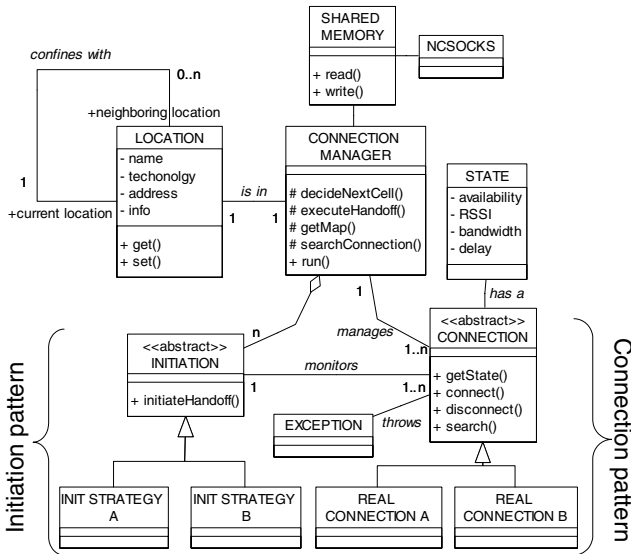 SHARED
MEMORY
+ read()
+ write()
NCSOCKS
confines with
0..n
+neighboring location
LOCATION
- name
- techonolgy
- address
- info
+ get()
+ set()
1
+current location
is in
1
1
CONNECTION
MANAGER
# decideNextCell()
# executeHandoff()
# getMap()
# searchConnection()
+ run()
STATE
- availability
- RSSI
- bandwidth
- delay
has a
1
manages
1..n
n
<<abstract>>
INITIATION
+ initiateHandoff()
monitors
1
1..n
<<abstract>>
CONNECTION
+ getState()
+ connect()
+ disconnect()
+ search()
EXCEPTION
throws
INIT STRATEGY
A
INIT STRATEGY
B
REAL
CONNECTION A
REAL
CONNECTION B
Initiation pattern
Connection pattern